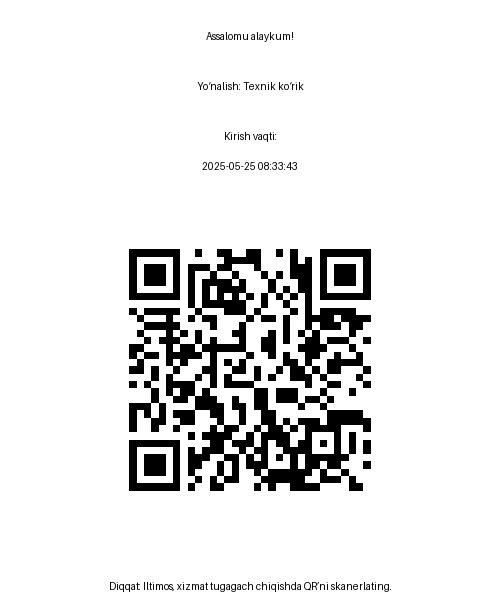 Assalomu alaykum!
Yo‘nalish: Texnik ko‘rik
Kirish vaqti:
2025-05-25 08:33:43
Diqqat: Iltimos, xizmat tugagach chiqishda QR’ni skanerlating.